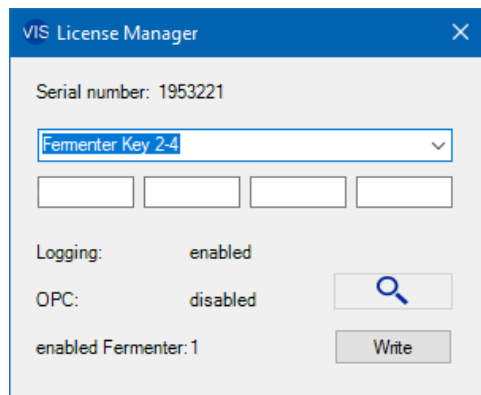 VIS License Manager
Serial number: 1953221
Fermenter Key 2-4
Logging: enabled
OPC: disabled
enabled Fermenter: 1
Write